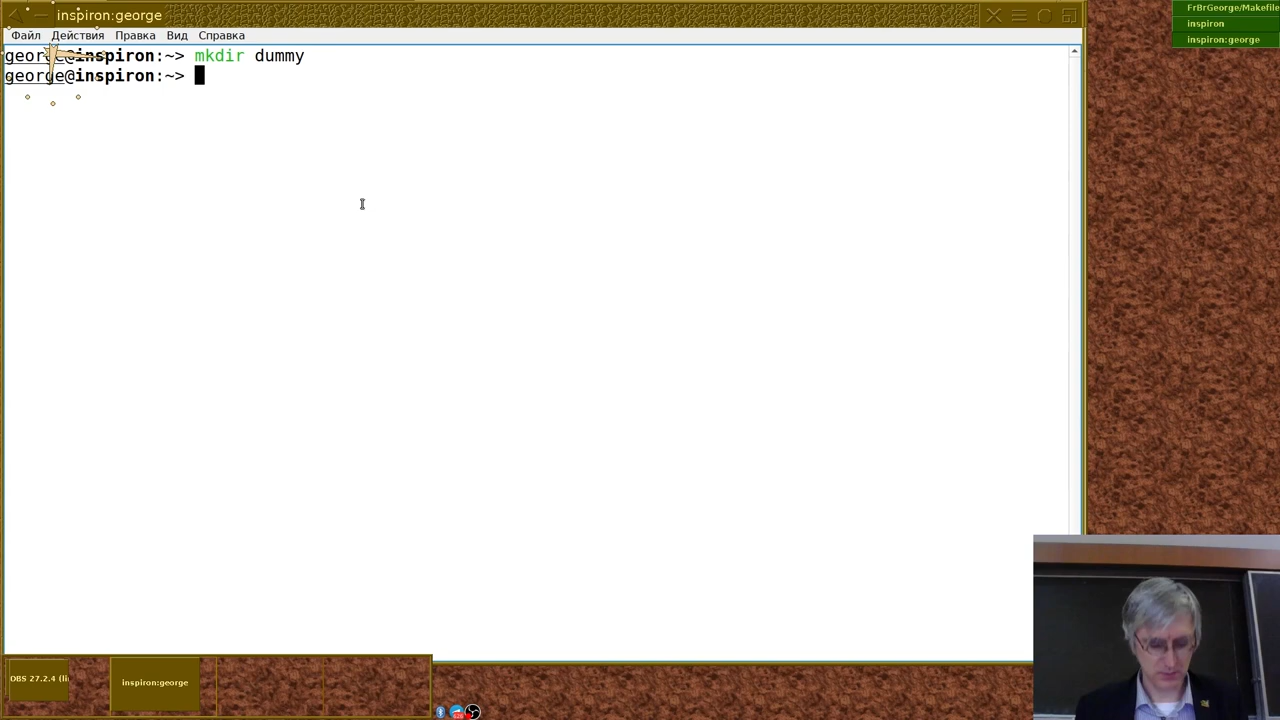 inspiron:george
Файл Действия Правка Вид Справка
george@inspiron:~> mkdir dummy
george@inspiron:~>
FrBrGeorge/Makefile
inspiron
inspiron:george
OBS 27.2.4 (li
inspiron:george